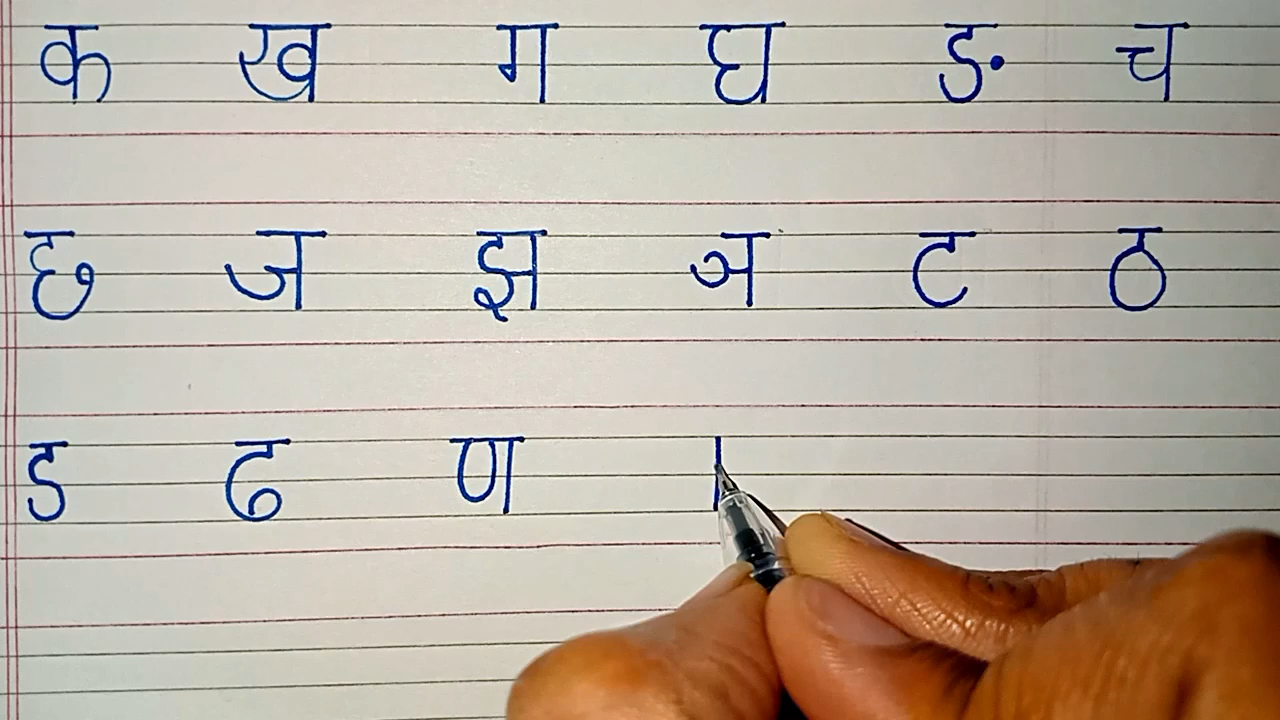 क ख ग घ ङ च
छ ज झ ञ ट ठ
ड ढ ण